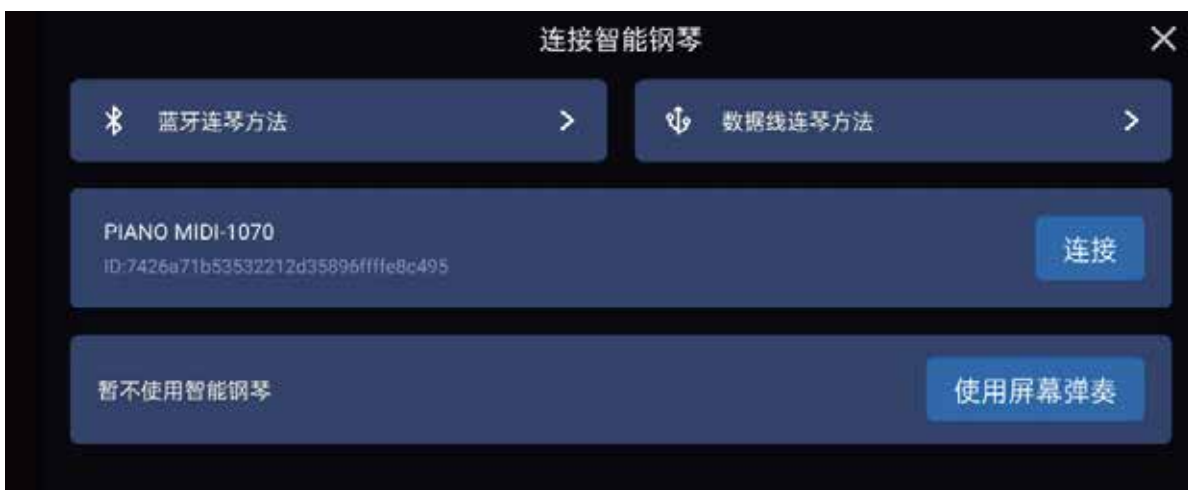 连接智能钢琴
蓝牙连琴方法
数据线连琴方法
PIANO MIDI-1070
ID:7426a71b53532212d35896ffffe8c495
连接
暂不使用智能钢琴
使用屏幕弹奏